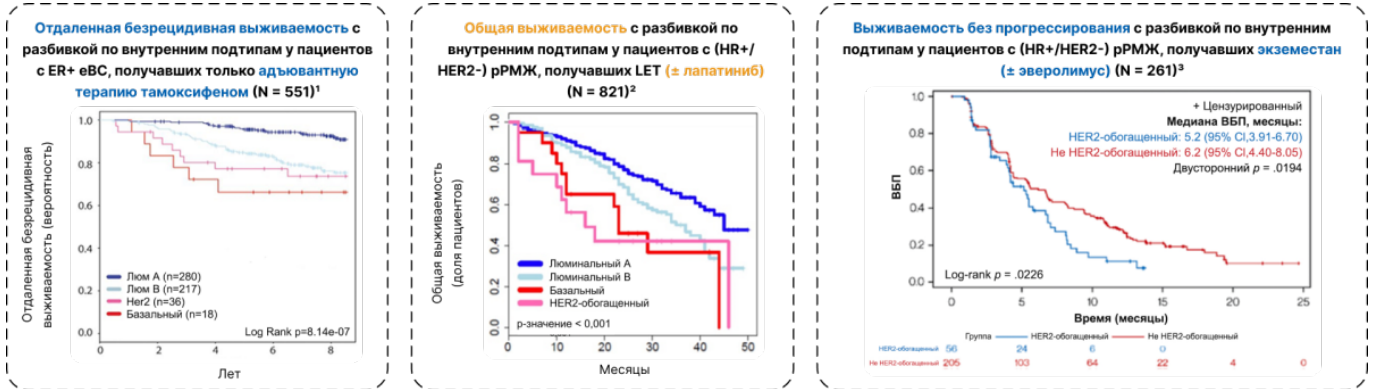 Отдаленная безрецидивная выживаемость с
разбивкой по внутренним подтипам у пациентов
с ER+ eBC, получавших только адъювантную
терапию тамоксифеном (N = 551)¹
Отдаленная безрецидивная
выживаемость (вероятность)
1.0
0.8
0.6
0.4
0.2
0.0
Люм A (n=280)
Люм B (n=217)
Her2 (n=36)
Базальный (n=18)
Log Rank p=8.14e-07
0 2 4 6 8
Лет
Общая выживаемость с разбивкой по
внутренним подтипам у пациентов с (HR+/
HER2-) рРМЖ, получавших LET (± лапатиниб)
(N = 821)²
Общая выживаемость
(доля пациентов)
1.0
0.8
0.6
0.4
0.2
0.0
Люминальный A
Люминальный B
Базальный
HER2-обогащенный
p-значение < 0,001
0 10 20 30 40 50
Месяцы
Выживаемость без прогрессирования с разбивкой по внутренним
подтипам у пациентов с (HR+/HER2-) рРМЖ, получавших экземестан
(± эверолимус) (N = 261)³
ВБП
1.0
0.8
0.6
0.4
0.2
0.0
+ Цензурированный
Медиана ВБП, месяцы:
HER2-обогащенный: 5.2 (95% CI,3.91-6.70)
Не HER2-обогащенный: 6.2 (95% CI,4.40-8.05)
Двусторонний p = .0194
Log-rank p = .0226
0 5 10 15 20 25
Время (месяцы)
Группа HER2-обогащенный Не HER2-обогащенный
HER2-обогащенный 56 24 6 0
Не HER2-обогащенный 205 103 64 22 4 0